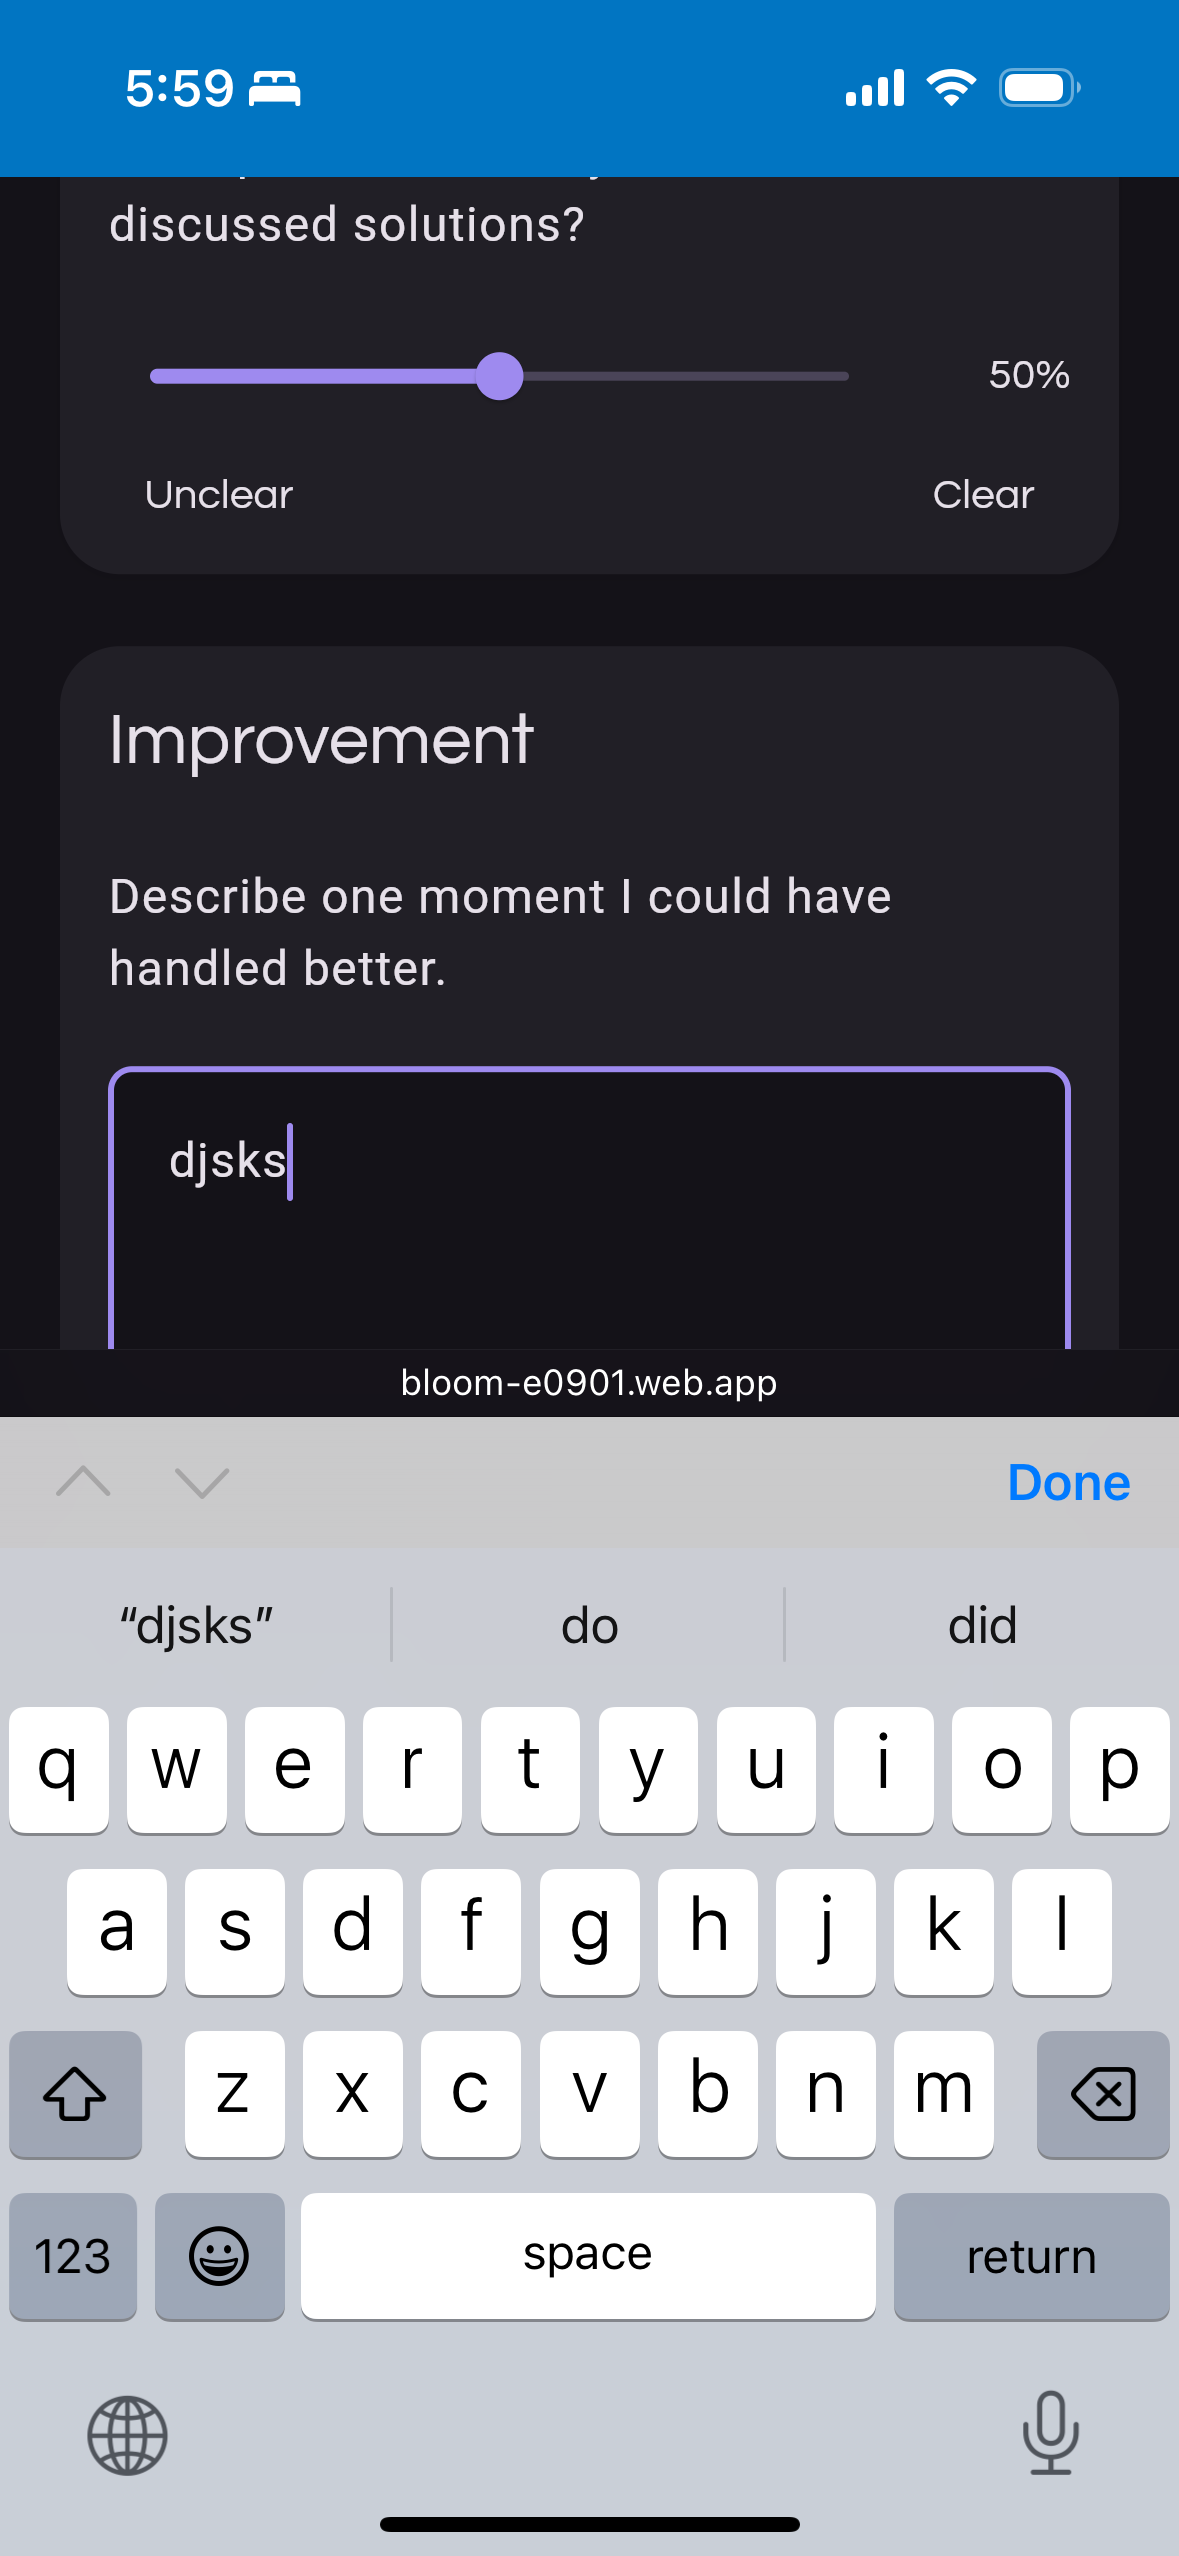 5:59
discussed solutions?
50%
Unclear Clear
Improvement
Describe one moment I could have
handled better.
djsks
bloom-e0901.web.app
Done
“djsks” do did
q w e r t y u i o p
a s d f g h j k l
z x c v b n m
123 space return